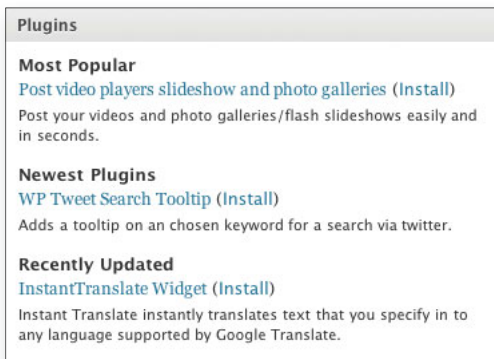 Plugins
Most Popular
Post video players slideshow and photo galleries (Install)
Post your videos and photo galleries/flash slideshows easily and
in seconds.
Newest Plugins
WP Tweet Search Tooltip (Install)
Adds a tooltip on an chosen keyword for a search via twitter.
Recently Updated
InstantTranslate Widget (Install)
Instant Translate instantly translates text that you specify in to
any language supported by Google Translate.